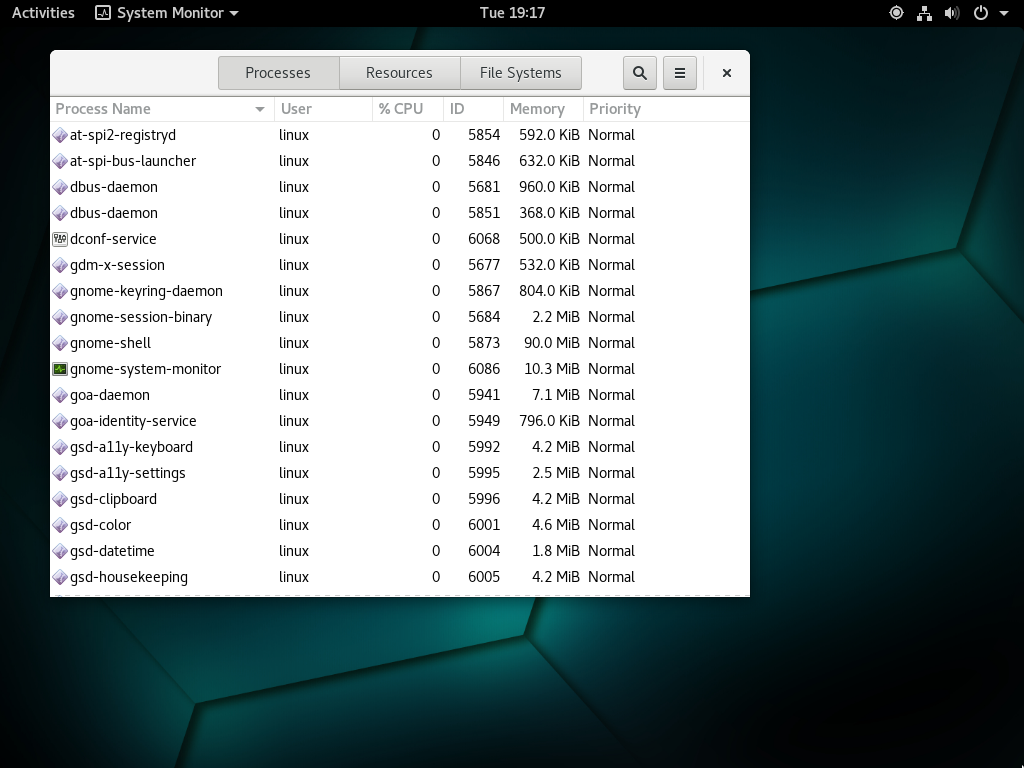 Activities System Monitor Tue 19:17
Processes Resources File Systems
Process Name User % CPU ID Memory Priority
at-spi2-registryd linux 0 5854 592.0 KiB Normal
at-spi-bus-launcher linux 0 5846 632.0 KiB Normal
dbus-daemon linux 0 5681 960.0 KiB Normal
dbus-daemon linux 0 5851 368.0 KiB Normal
dconf-service linux 0 6068 500.0 KiB Normal
gdm-x-session linux 0 5677 532.0 KiB Normal
gnome-keyring-daemon linux 0 5867 804.0 KiB Normal
gnome-session-binary linux 0 5684 2.2 MiB Normal
gnome-shell linux 0 5873 90.0 MiB Normal
gnome-system-monitor linux 0 6086 10.3 MiB Normal
goa-daemon linux 0 5941 7.1 MiB Normal
goa-identity-service linux 0 5949 796.0 KiB Normal
gsd-a11y-keyboard linux 0 5992 4.2 MiB Normal
gsd-a11y-settings linux 0 5995 2.5 MiB Normal
gsd-clipboard linux 0 5996 4.2 MiB Normal
gsd-color linux 0 6001 4.6 MiB Normal
gsd-datetime linux 0 6004 1.8 MiB Normal
gsd-housekeeping linux 0 6005 4.2 MiB Normal